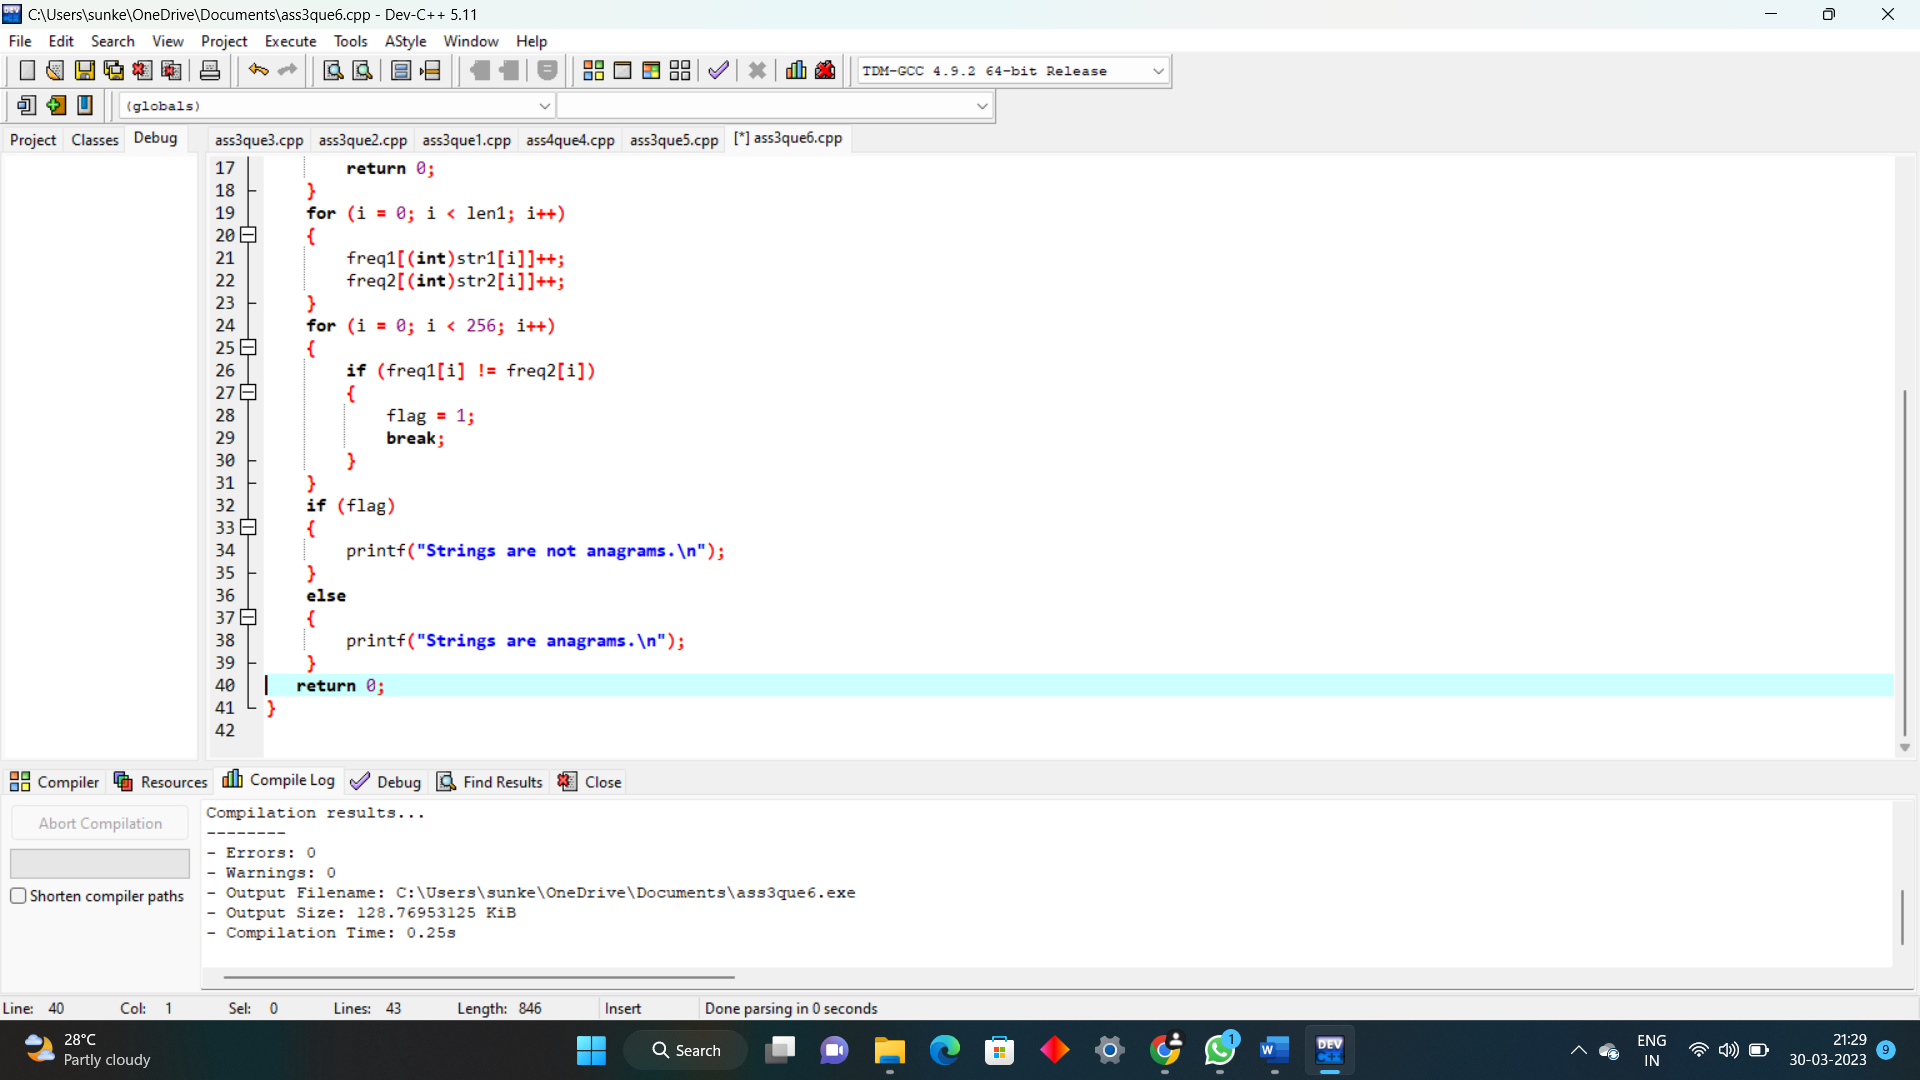 C:\Users\sunke\OneDrive\Documents\ass3que6.cpp - Dev-C++ 5.11
File Edit Search View Project Execute Tools AStyle Window Help
TDM-GCC 4.9.2 64-bit Release
(globals)
Project Classes Debug ass3que3.cpp ass3que2.cpp ass3que1.cpp ass4que4.cpp ass3que5.cpp [*] ass3que6.cpp
17 return 0;
18 }
19 for (i = 0; i < len1; i++)
20 {
21 freq1[(int)str1[i]]++;
22 freq2[(int)str2[i]]++;
23 }
24 for (i = 0; i < 256; i++)
25 {
26 if (freq1[i] != freq2[i])
27 {
28 flag = 1;
29 break;
30 }
31 }
32 if (flag)
33 {
34 printf("Strings are not anagrams.\n");
35 }
36 else
37 {
38 printf("Strings are anagrams.\n");
39 }
40 return 0;
41 }
42
Compiler Resources Compile Log Debug Find Results Close
Abort Compilation
Shorten compiler paths
Compilation results...
--------
- Errors: 0
- Warnings: 0
- Output Filename: C:\Users\sunke\OneDrive\Documents\ass3que6.exe
- Output Size: 128.76953125 KiB
- Compilation Time: 0.25s
Line: 40 Col: 1 Sel: 0 Lines: 43 Length: 846 Insert Done parsing in 0 seconds
28°C
Partly cloudy
Search
1
W
DEV
C++
ENG
IN
21:29
30-03-2023
9